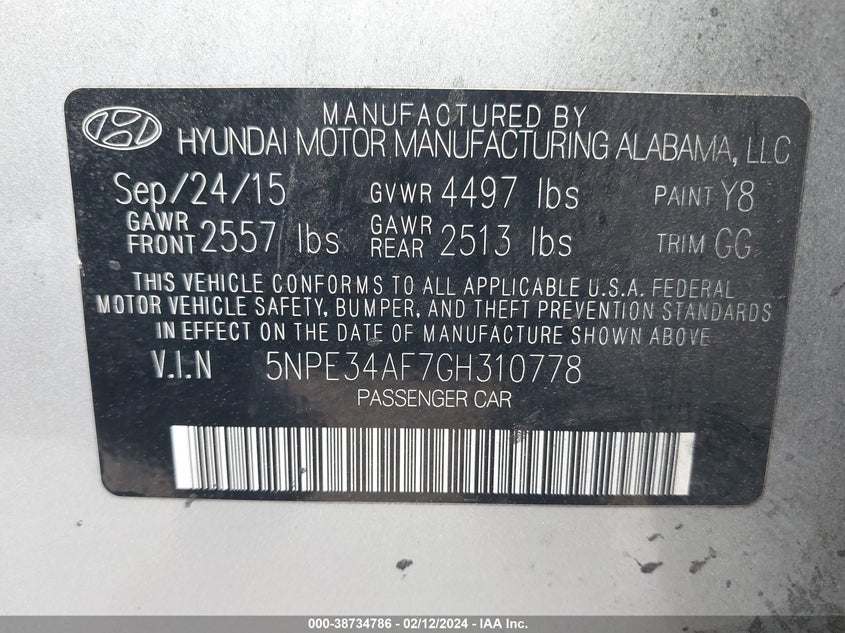 MANUFACTURED BY
HYUNDAI MOTOR MANUFACTURING ALABAMA, LLC
Sep/24/15 GVWR 4497 lbs PAINT Y8
GAWR FRONT 2557 lbs GAWR REAR 2513 lbs TRIM GG
THIS VEHICLE CONFORMS TO ALL APPLICABLE U.S.A. FEDERAL
MOTOR VEHICLE SAFETY, BUMPER, AND THEFT PREVENTION STANDARDS
IN EFFECT ON THE DATE OF MANUFACTURE SHOWN ABOVE
V.I.N 5NPE34AF7GH310778
PASSENGER CAR
000-38734786 - 02/12/2024 - IAA Inc.